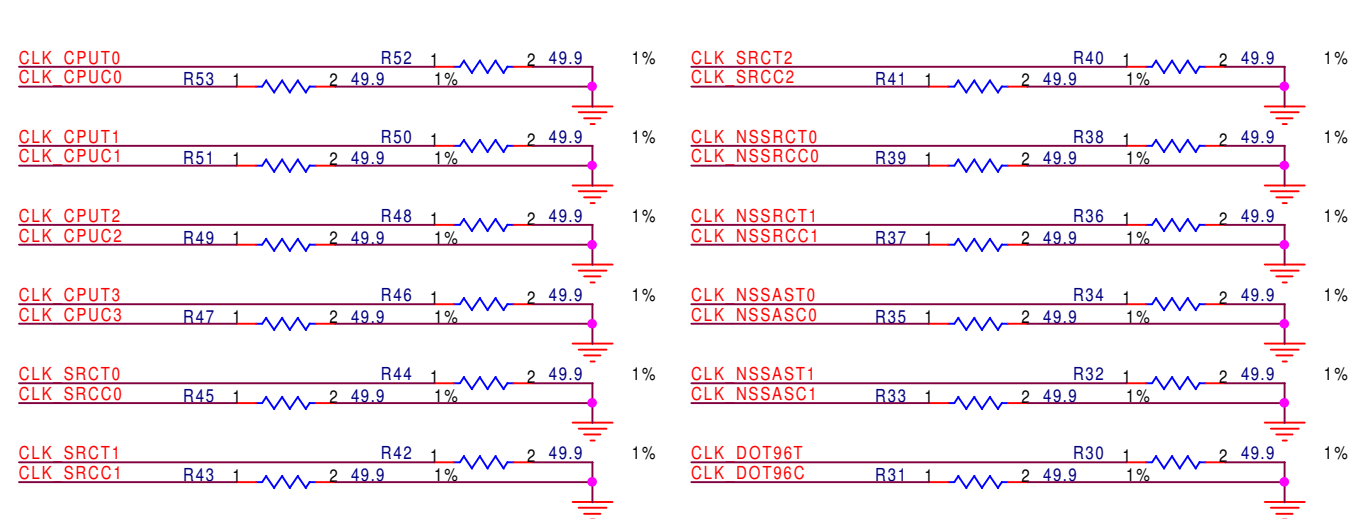 CLK_CPUT0 R52 1 2 49.9 1%
CLK_CPUC0 R53 1 2 49.9 1%
CLK_CPUT1 R50 1 2 49.9 1%
CLK_CPUC1 R51 1 2 49.9 1%
CLK_CPUT2 R48 1 2 49.9 1%
CLK_CPUC2 R49 1 2 49.9 1%
CLK_CPUT3 R46 1 2 49.9 1%
CLK_CPUC3 R47 1 2 49.9 1%
CLK_SRCT0 R44 1 2 49.9 1%
CLK_SRCC0 R45 1 2 49.9 1%
CLK_SRCT1 R42 1 2 49.9 1%
CLK_SRCC1 R43 1 2 49.9 1%
CLK_SRCT2 R40 1 2 49.9 1%
CLK_SRCC2 R41 1 2 49.9 1%
CLK_NSSRCT0 R38 1 2 49.9 1%
CLK_NSSRCC0 R39 1 2 49.9 1%
CLK_NSSRCT1 R36 1 2 49.9 1%
CLK_NSSRCC1 R37 1 2 49.9 1%
CLK_NSSAST0 R34 1 2 49.9 1%
CLK_NSSASC0 R35 1 2 49.9 1%
CLK_NSSAST1 R32 1 2 49.9 1%
CLK_NSSASC1 R33 1 2 49.9 1%
CLK_DOT96T R30 1 2 49.9 1%
CLK_DOT96C R31 1 2 49.9 1%